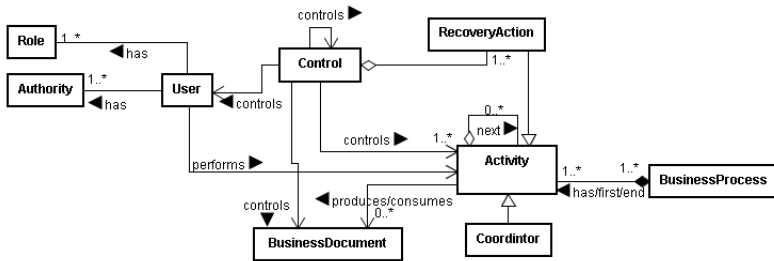 controls ▶
Role
1..*
◀ has
RecoveryAction
Control
1..*
Authority
1..*
◀ has
User
◀ controls
0..*
next ▶
controls ▶
1..*
Activity
performs ▶
1..*
1..*
BusinessProcess
◀ has/first/end
◀ produces/consumes
controls
▼
0..*
BusinessDocument
Coordintor